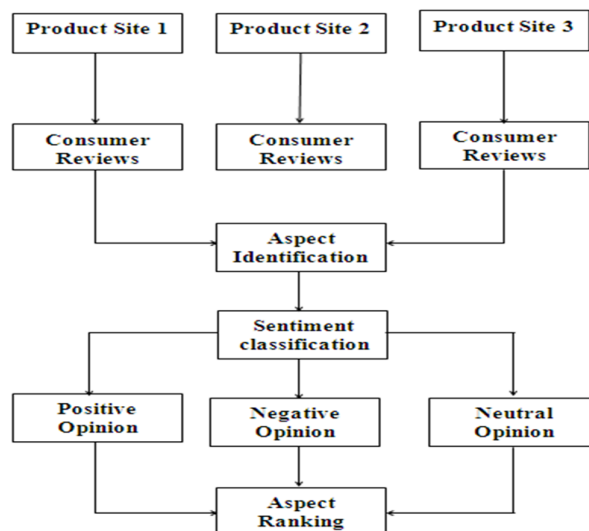 Product Site 1
Product Site 2
Product Site 3
Consumer
Reviews
Consumer
Reviews
Consumer
Reviews
Aspect
Identification
Sentiment
classification
Positive
Opinion
Negative
Opinion
Neutral
Opinion
Aspect
Ranking